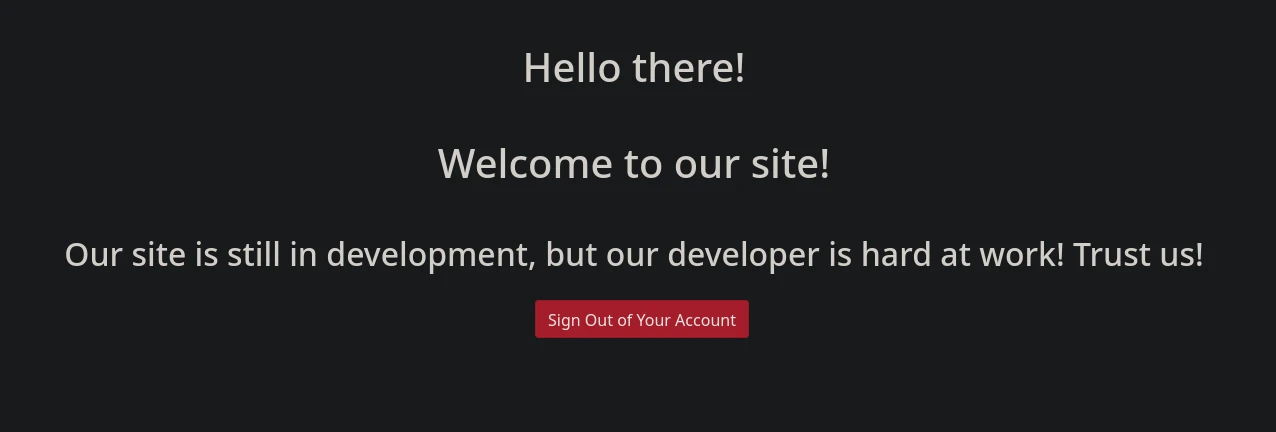 Hello there!
Welcome to our site!
Our site is still in development, but our developer is hard at work! Trust us!
Sign Out of Your Account